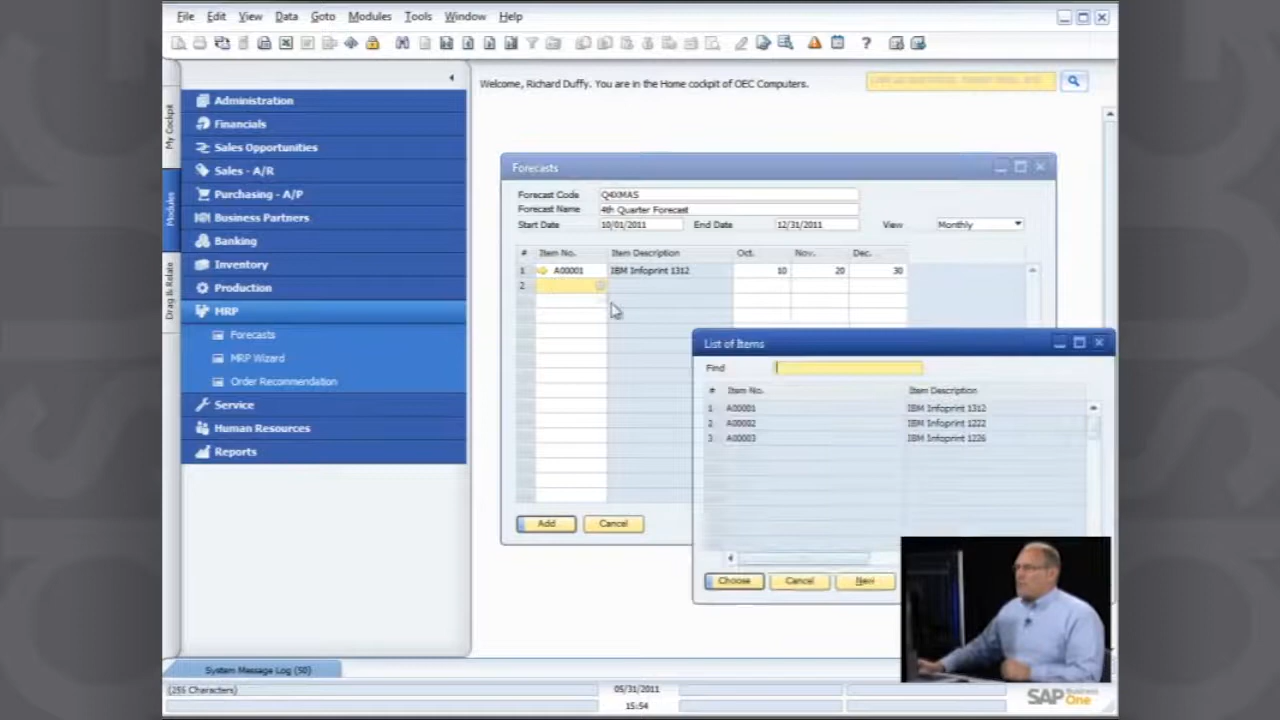 File Edit View Data Goto Modules Tools Window Help
My Cockpit
Modules
Drag & Relate
Administration
Financials
Sales Opportunities
Sales - A/R
Purchasing - A/P
Business Partners
Banking
Inventory
Production
MRP
Forecasts
MRP Wizard
Order Recommendation
Service
Human Resources
Reports
Welcome, Richard Duffy. You are in the Home cockpit of OEC Computers.
Forecasts
Forecast Code Q4XMAS
Forecast Name 4th Quarter Forecast
Start Date 10/01/2011 End Date 12/31/2011 View Monthly
# Item No. Item Description Oct. Nov. Dec.
1 A00001 IBM Infoprint 1312 10 20 30
2
Add Cancel
List of Items
Find
# Item No. Item Description
1 A00001 IBM Infoprint 1312
2 A00002 IBM Infoprint 1222
3 A00003 IBM Infoprint 1226
Choose Cancel New
System Message Log (50)
(255 Characters) 05/31/2011
15:54
SAP Business One